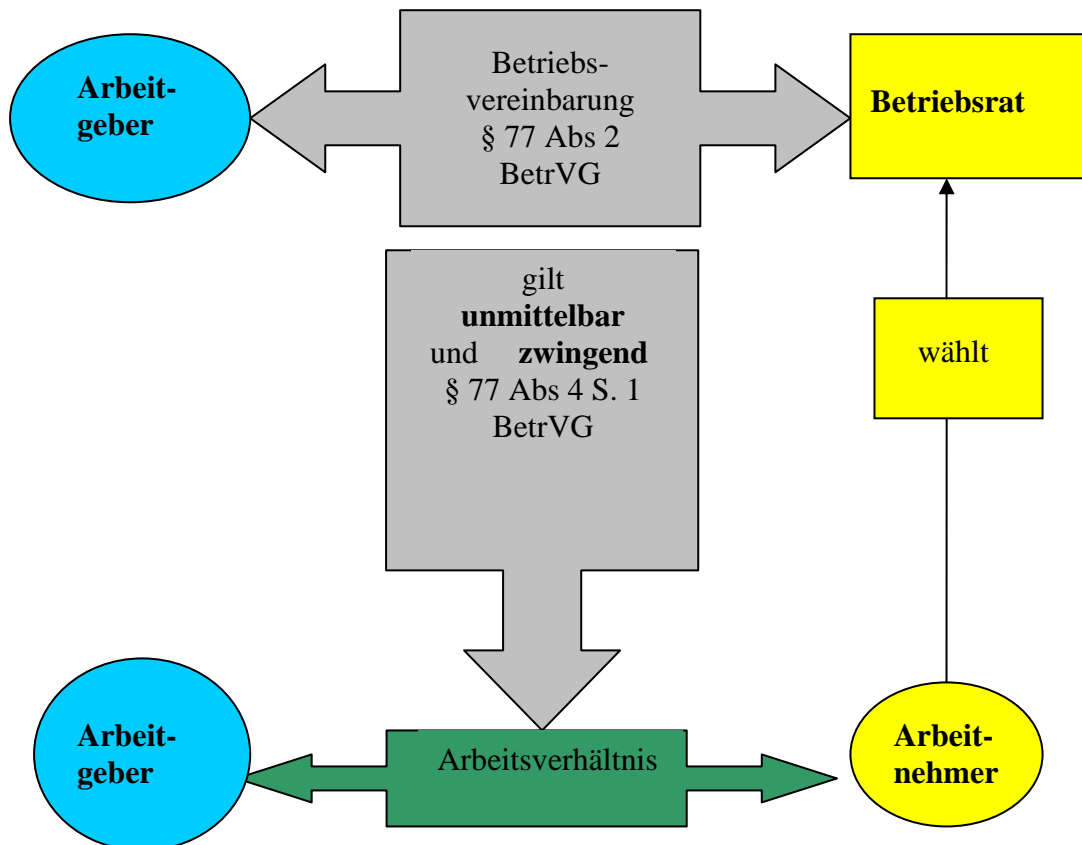 Arbeit-
geber
Betriebs-
vereinbarung
§ 77 Abs 2
BetrVG
Betriebsrat
gilt
unmittelbar
und zwingend
§ 77 Abs 4 S. 1
BetrVG
wählt
Arbeit-
geber
Arbeitsverhältnis
Arbeit-
nehmer